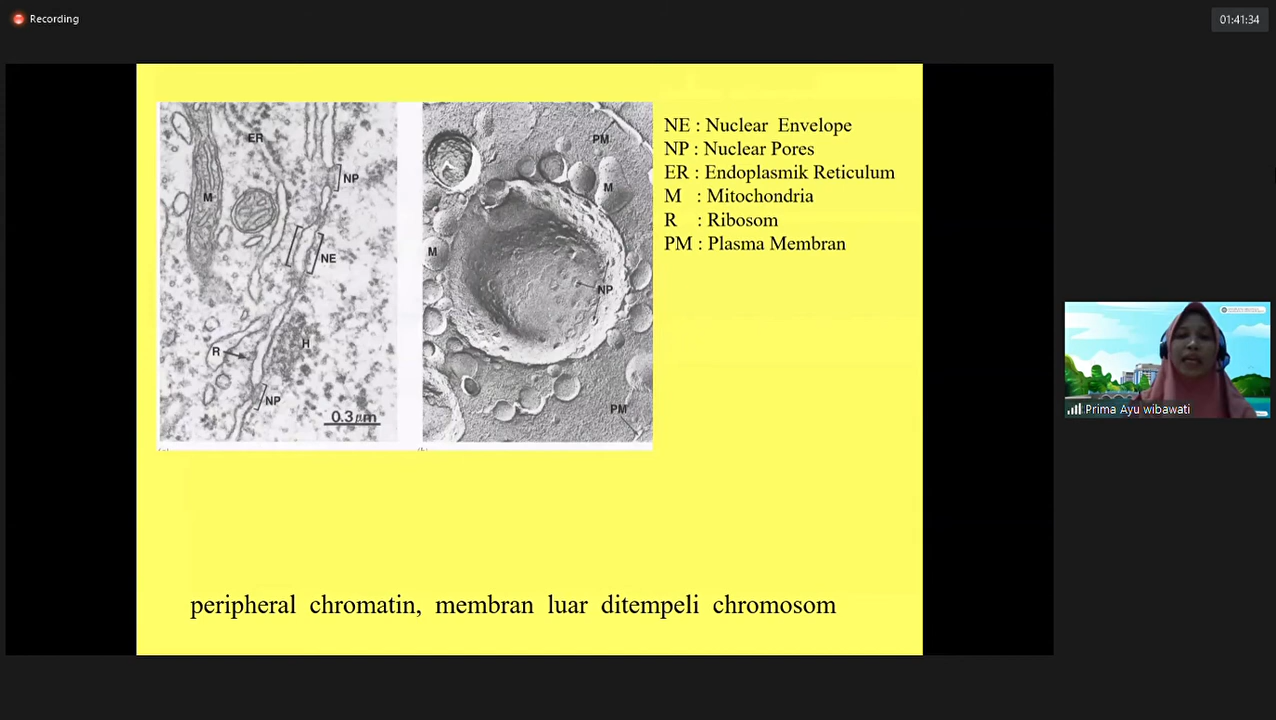 Recording
01:41:34
ER
M
NP
NE
R
H
NP
0.3 μm
PM
M
M
NP
PM
NE : Nuclear Envelope
NP : Nuclear Pores
ER : Endoplasmik Reticulum
M : Mitochondria
R : Ribosom
PM : Plasma Membran
peripheral chromatin, membran luar ditempeli chromosom
Prima Ayu wibawati